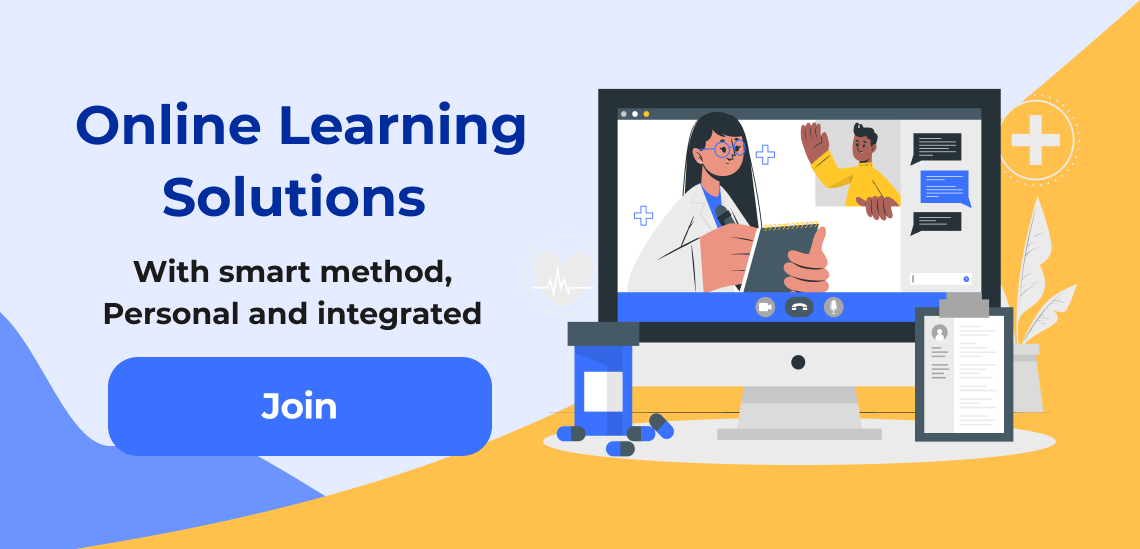 Online Learning
Solutions
With smart method,
Personal and integrated
Join